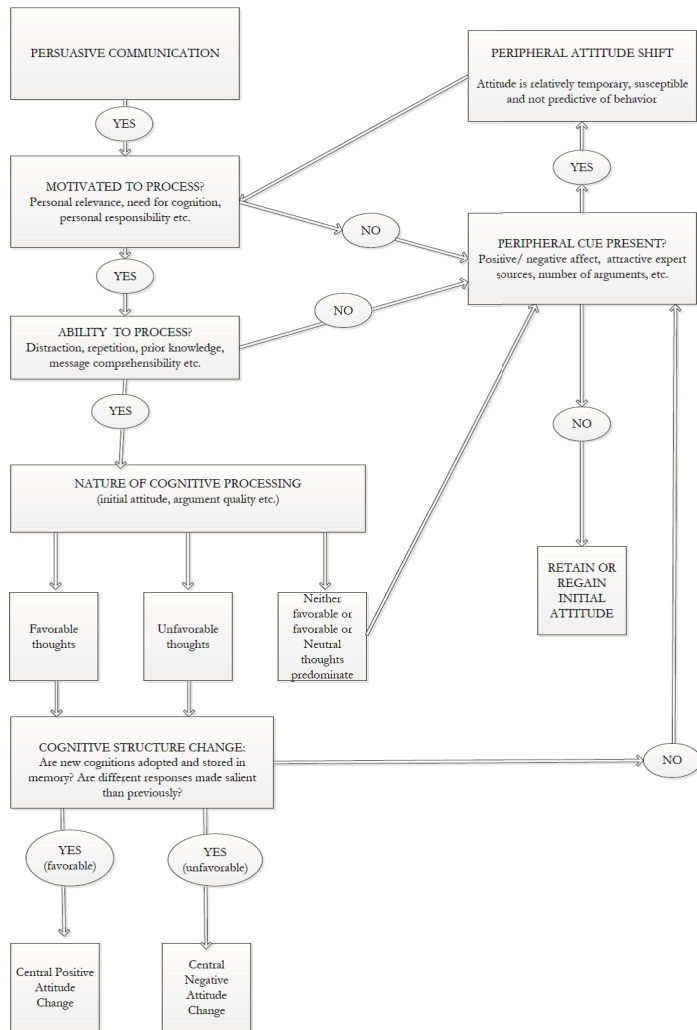 PERSUASIVE COMMUNICATION
YES
MOTIVATED TO PROCESS?
Personal relevance, need for cognition,
personal responsibility etc.
YES
NO
ABILITY TO PROCESS?
Distraction, repetition, prior knowledge,
message comprehensibility etc.
NO
YES
PERIPHERAL ATTITUDE SHIFT
Attitude is relatively temporary, susceptible
and not predictive of behavior
YES
PERIPHERAL CUE PRESENT?
Positive/ negative affect, attractive expert
sources, number of arguments, etc.
NO
RETAIN OR
REGAIN
INITIAL
ATTITUDE
NATURE OF COGNITIVE PROCESSING
(initial attitude, argument quality etc.)
Favorable
thoughts
Unfavorable
thoughts
Neither
favorable or
favorable or
Neutral
thoughts
predominate
COGNITIVE STRUCTURE CHANGE:
Are new cognitions adopted and stored in
memory? Are different responses made salient
than previously?
NO
YES
(favorable)
YES
(unfavorable)
Central Positive
Attitude
Change
Central
Negative
Attitude
Change